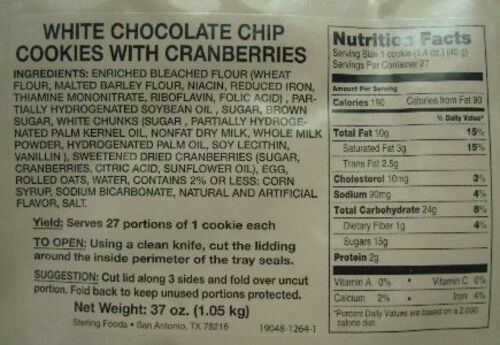 WHITE CHOCOLATE CHIP
COOKIES WITH CRANBERRIES
INGREDIENTS: ENRICHED BLEACHED FLOUR (WHEAT
FLOUR, MALTED BARLEY FLOUR, NIACIN, REDUCED IRON,
THIAMINE MONONITRATE, RIBOFLAVIN, FOLIC ACID) , PAR-
TIALLY HYDROGENATED SOYBEAN OIL , SUGAR, BROWN
SUGAR, WHITE CHUNKS (SUGAR , PARTIALLY HYDROGE-
NATED PALM KERNEL OIL, NONFAT DRY MILK, WHOLE MILK
POWDER, HYDROGENATED PALM OIL, SOY LECITHIN,
VANILLIN ), SWEETENED DRIED CRANBERRIES (SUGAR,
CRANBERRIES, CITRIC ACID, SUNFLOWER OIL), EGG,
ROLLED OATS, WATER, CONTAINS 2% OR LESS: CORN
SYRUP, SODIUM BICARBONATE, NATURAL AND ARTIFICIAL
FLAVOR, SALT.
Yield: Serves 27 portions of 1 cookie each
TO OPEN: Using a clean knife, cut the lidding
around the inside perimeter of the tray seals.
SUGGESTION: Cut lid along 3 sides and fold over uncut
portion. Fold back to keep unused portions protected.
Net Weight: 37 oz. (1.05 kg)
Sterling Foods • San Antonio, TX 78216
19048-1264-1
Nutrition Facts
Serving Size 1 cookie (1.4 oz.) (40 g)
Servings Per Container 27
Amount Per Serving
Calories 190 Calories from Fat 90
% Daily Value*
Total Fat 10g 15%
Saturated Fat 3g 15%
Trans Fat 2.5g
Cholesterol 10mg 3%
Sodium 90mg 4%
Total Carbohydrate 24g 8%
Dietary Fiber 1g 4%
Sugars 15g
Protein 2g
Vitamin A 0% • Vitamin C 0%
Calcium 2% • Iron 4%
*Percent Daily Values are based on a 2,000
calorie diet.